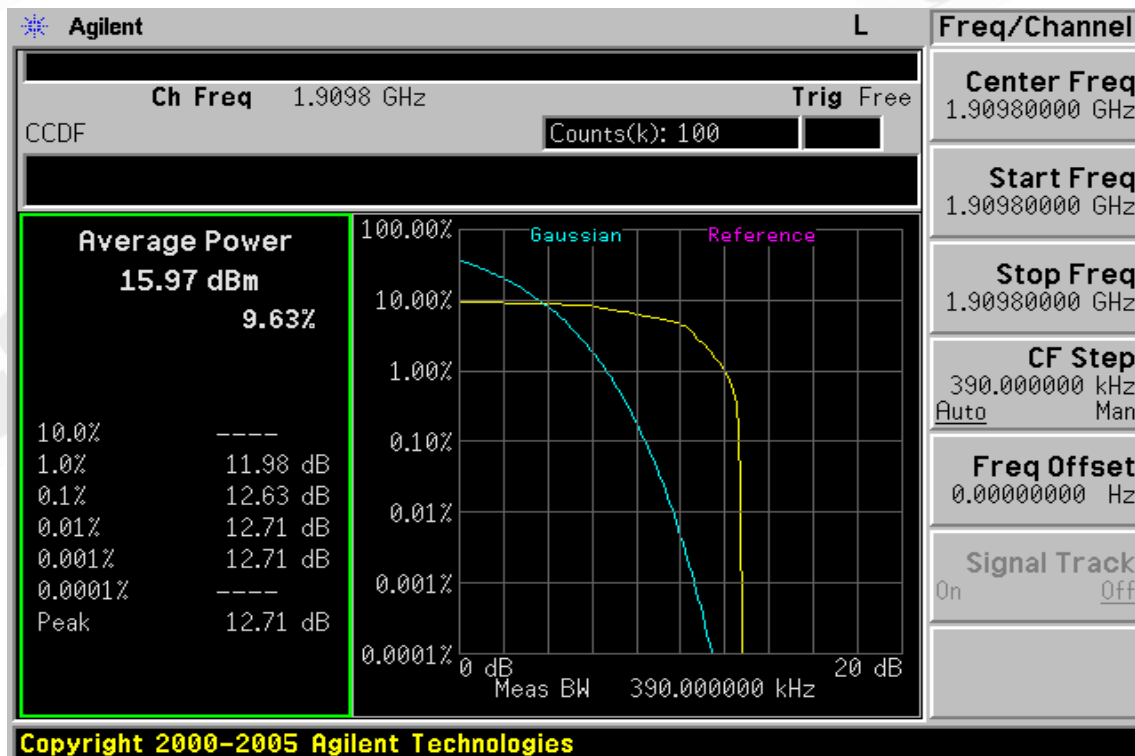 Agilent L
Ch Freq 1.9098 GHz Trig Free
CCDF Counts(k): 100
Average Power
15.97 dBm
9.63%
10.0% ----
1.0% 11.98 dB
0.1% 12.63 dB
0.01% 12.71 dB
0.001% 12.71 dB
0.0001% ----
Peak 12.71 dB
Gaussian Reference
100.00%
10.00%
1.00%
0.10%
0.01%
0.001%
0.0001%
0 dB 20 dB
Meas BW 390.000000 kHz
Freq/Channel
Center Freq
1.90980000 GHz
Start Freq
1.90980000 GHz
Stop Freq
1.90980000 GHz
CF Step
390.000000 kHz
Auto Man
Freq Offset
0.00000000 Hz
Signal Track
On Off
Copyright 2000-2005 Agilent Technologies